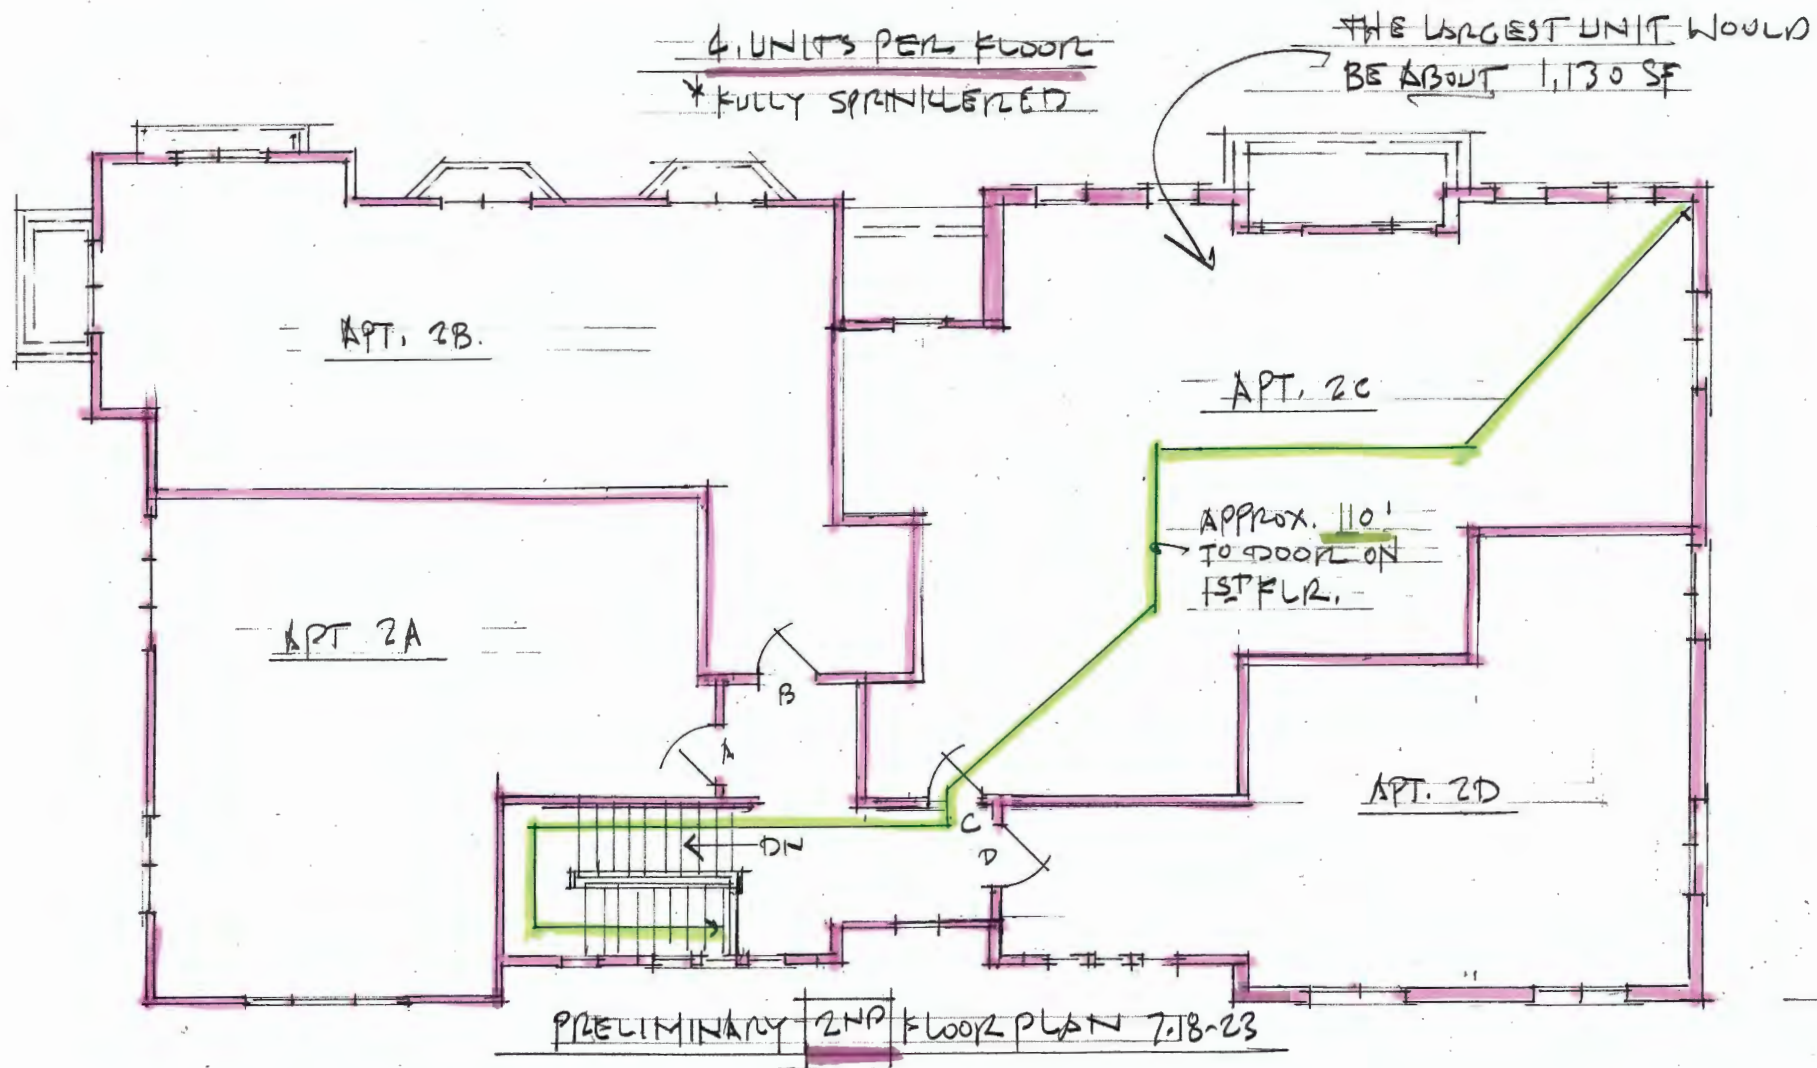 4 UNITS PER FLOOR
* FULLY SPRINKLERED
THE LARGEST UNIT WOULD
BE ABOUT 1,130 SF
APT. 2B.
APT. 2C
APPROX. 110'
TO DOOR ON
1ST FLR.
APT 2A
B
A
C
D
DN
APT. 2D
PRELIMINARY 2ND FLOOR PLAN 7.18-23